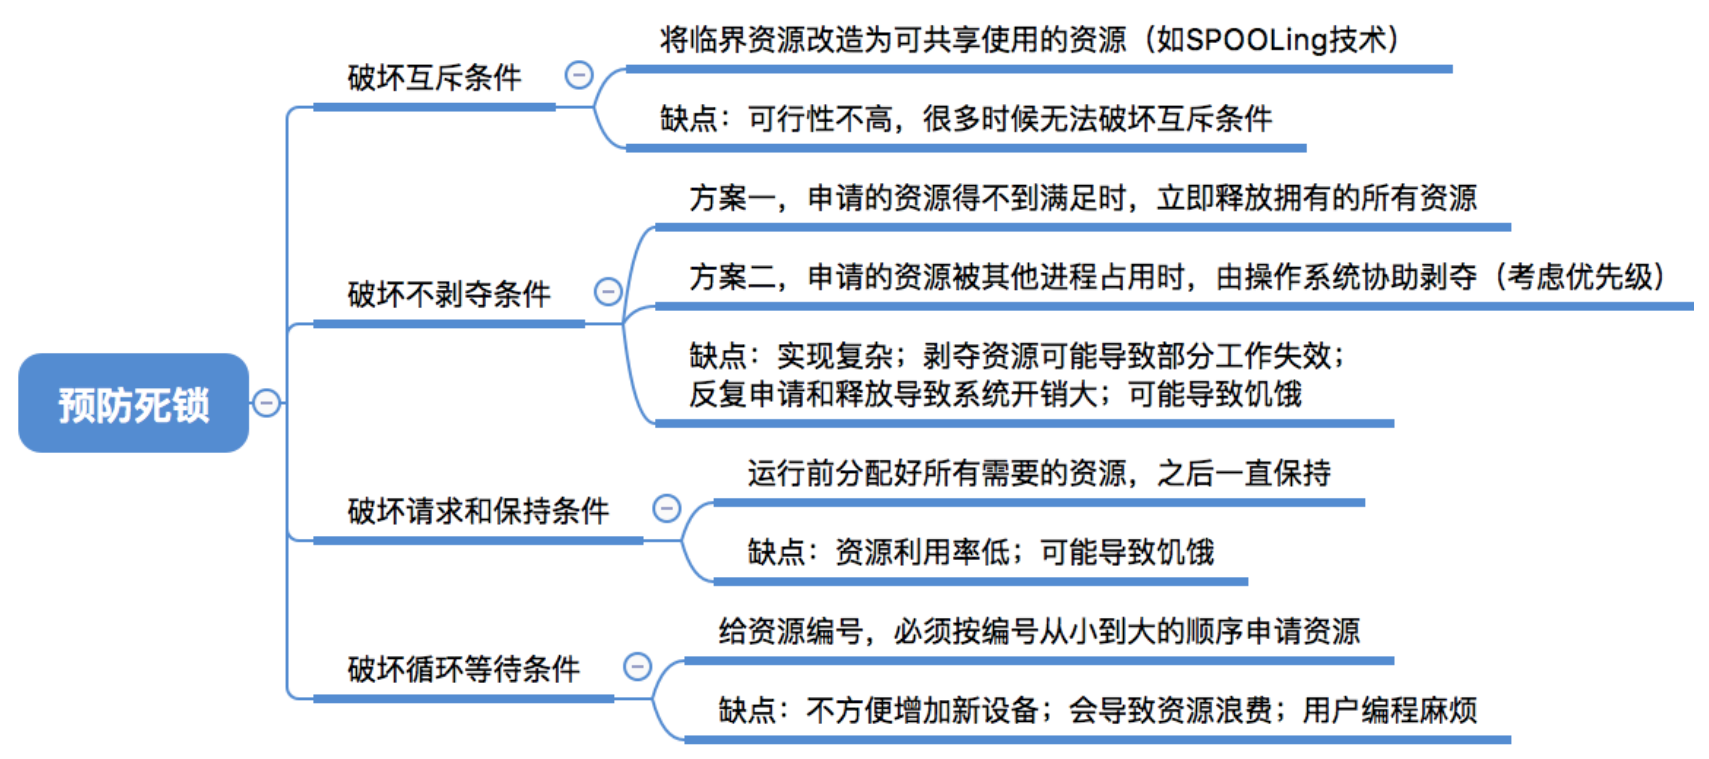 预防死锁
破坏互斥条件
将临界资源改造为可共享使用的资源（如SPOOLing技术）
缺点：可行性不高，很多时候无法破坏互斥条件
破坏不剥夺条件
方案一，申请的资源得不到满足时，立即释放拥有的所有资源
方案二，申请的资源被其他进程占用时，由操作系统协助剥夺（考虑优先级）
缺点：实现复杂；剥夺资源可能导致部分工作失效；
反复申请和释放导致系统开销大；可能导致饥饿
破坏请求和保持条件
运行前分配好所有需要的资源，之后一直保持
缺点：资源利用率低；可能导致饥饿
破坏循环等待条件
给资源编号，必须按编号从小到大的顺序申请资源
缺点：不方便增加新设备；会导致资源浪费；用户编程麻烦